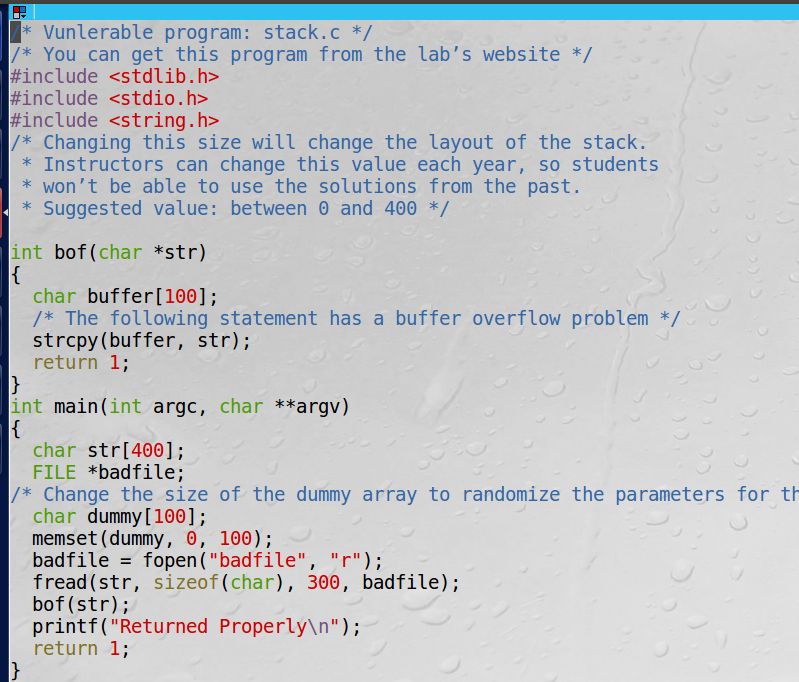 /* Vunlerable program: stack.c */
/* You can get this program from the lab’s website */
#include <stdlib.h>
#include <stdio.h>
#include <string.h>
/* Changing this size will change the layout of the stack.
 * Instructors can change this value each year, so students
 * won’t be able to use the solutions from the past.
 * Suggested value: between 0 and 400 */

int bof(char *str)
{
  char buffer[100];
  /* The following statement has a buffer overflow problem */
  strcpy(buffer, str);
  return 1;
}
int main(int argc, char **argv)
{
  char str[400];
  FILE *badfile;
/* Change the size of the dummy array to randomize the parameters for th
  char dummy[100];
  memset(dummy, 0, 100);
  badfile = fopen("badfile", "r");
  fread(str, sizeof(char), 300, badfile);
  bof(str);
  printf("Returned Properly\n");
  return 1;
}